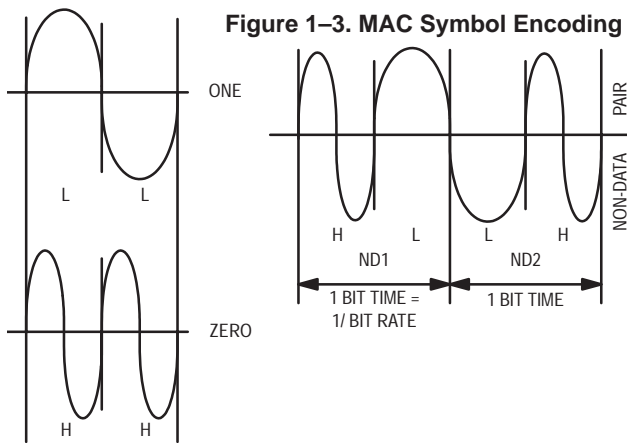 Figure 1–3. MAC Symbol Encoding
ONE
L L
ZERO
H H
PAIR
NON-DATA
H L L H
ND1 ND2
1 BIT TIME =
1/ BIT RATE
1 BIT TIME